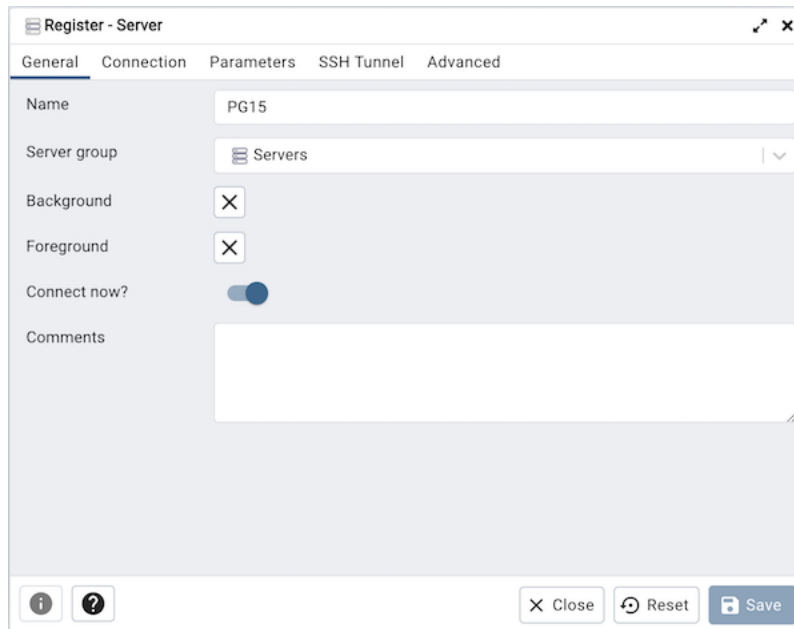 Register - Server
General Connection Parameters SSH Tunnel Advanced
Name PG15
Server group Servers
Background
Foreground
Connect now?
Comments
Close Reset Save